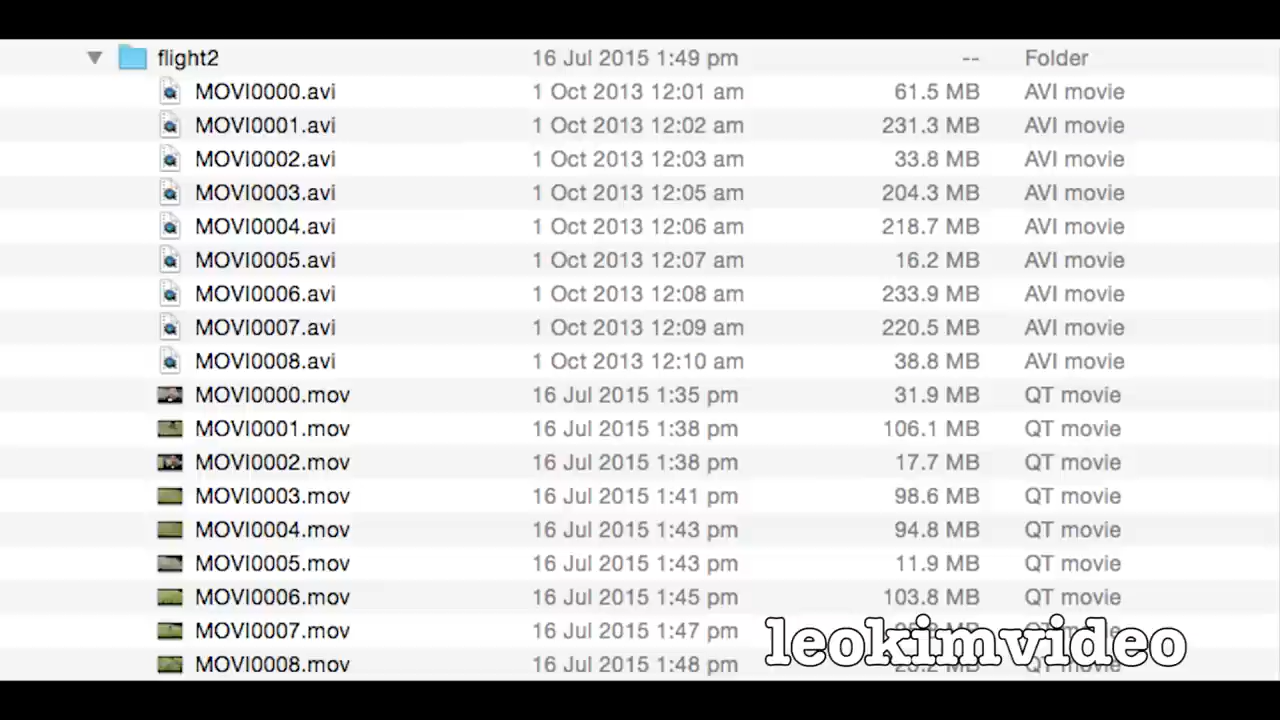 flight2 16 Jul 2015 1:49 pm -- Folder
MOVI0000.avi 1 Oct 2013 12:01 am 61.5 MB AVI movie
MOVI0001.avi 1 Oct 2013 12:02 am 231.3 MB AVI movie
MOVI0002.avi 1 Oct 2013 12:03 am 33.8 MB AVI movie
MOVI0003.avi 1 Oct 2013 12:05 am 204.3 MB AVI movie
MOVI0004.avi 1 Oct 2013 12:06 am 218.7 MB AVI movie
MOVI0005.avi 1 Oct 2013 12:07 am 16.2 MB AVI movie
MOVI0006.avi 1 Oct 2013 12:08 am 233.9 MB AVI movie
MOVI0007.avi 1 Oct 2013 12:09 am 220.5 MB AVI movie
MOVI0008.avi 1 Oct 2013 12:10 am 38.8 MB AVI movie
MOVI0000.mov 16 Jul 2015 1:35 pm 31.9 MB QT movie
MOVI0001.mov 16 Jul 2015 1:38 pm 106.1 MB QT movie
MOVI0002.mov 16 Jul 2015 1:38 pm 17.7 MB QT movie
MOVI0003.mov 16 Jul 2015 1:41 pm 98.6 MB QT movie
MOVI0004.mov 16 Jul 2015 1:43 pm 94.8 MB QT movie
MOVI0005.mov 16 Jul 2015 1:43 pm 11.9 MB QT movie
MOVI0006.mov 16 Jul 2015 1:45 pm 103.8 MB QT movie
MOVI0007.mov 16 Jul 2015 1:47 pm
leokimvideo
MOVI0008.mov 16 Jul 2015 1:48 pm MB QT movie